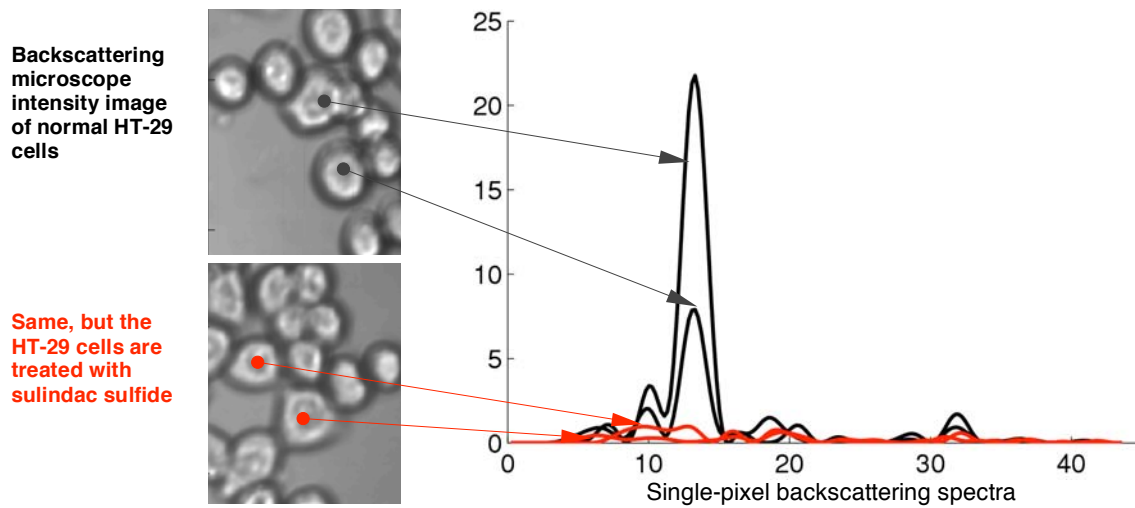 Backscattering
microscope
intensity image
of normal HT-29
cells
Same, but the
HT-29 cells are
treated with
sulindac sulfide
25
20
15
10
5
0
0 10 20 30 40
Single-pixel backscattering spectra